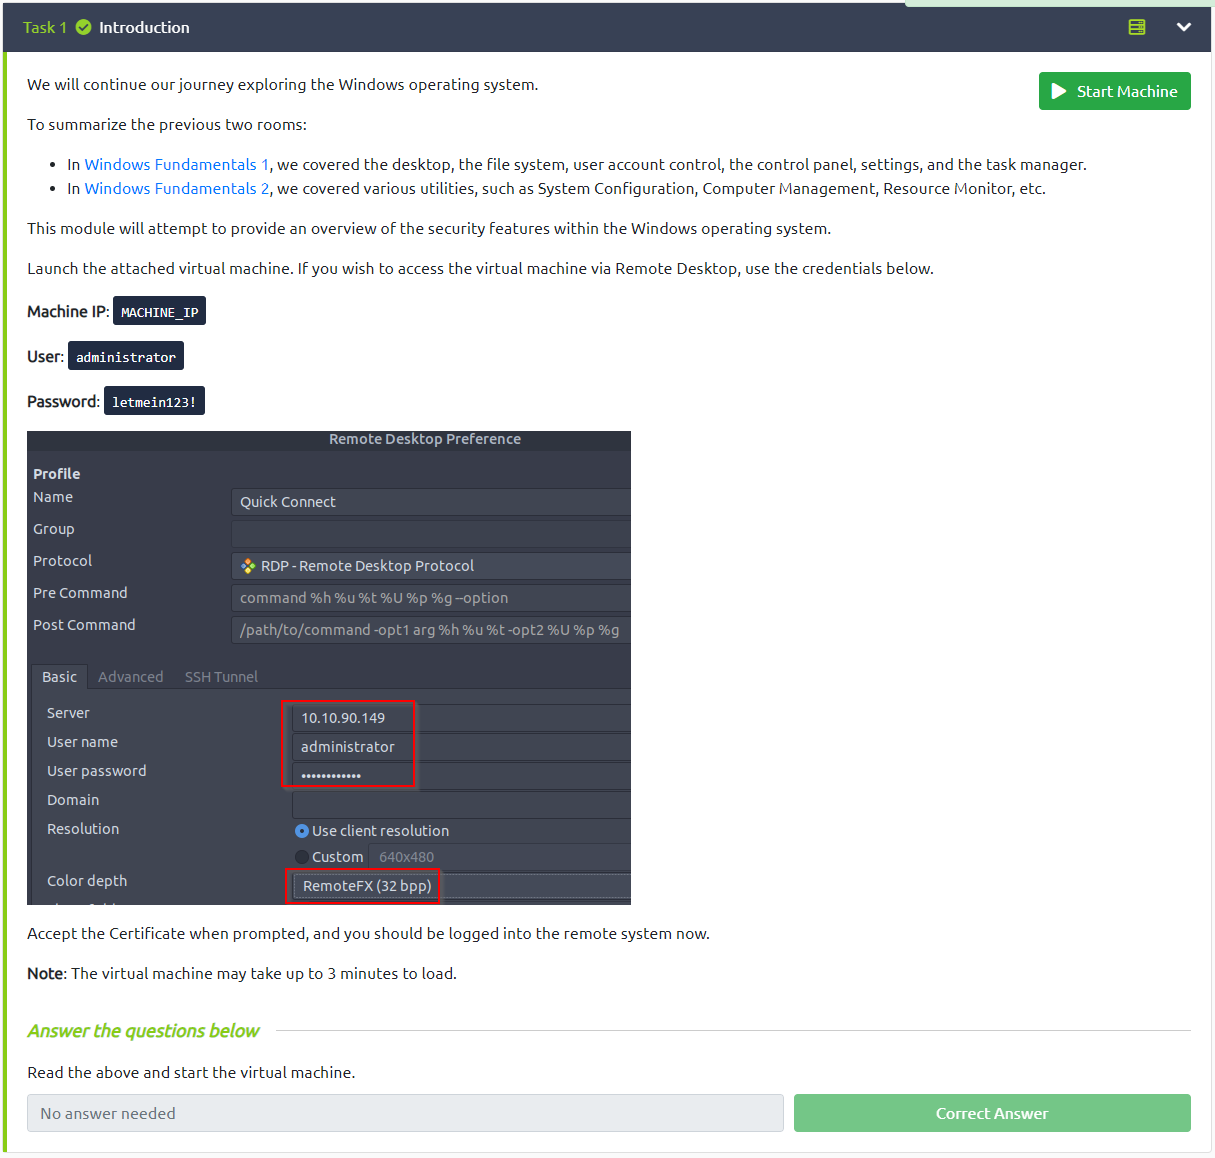 Task 1 Introduction
Start Machine
We will continue our journey exploring the Windows operating system.
To summarize the previous two rooms:
In Windows Fundamentals 1, we covered the desktop, the file system, user account control, the control panel, settings, and the task manager.
In Windows Fundamentals 2, we covered various utilities, such as System Configuration, Computer Management, Resource Monitor, etc.
This module will attempt to provide an overview of the security features within the Windows operating system.
Launch the attached virtual machine. If you wish to access the virtual machine via Remote Desktop, use the credentials below.
Machine IP: MACHINE_IP
User: administrator
Password: letmein123!
Remote Desktop Preference
Profile
Name Quick Connect
Group
Protocol RDP - Remote Desktop Protocol
Pre Command command %h %u %t %U %p %g --option
Post Command /path/to/command -opt1 arg %h %u %t -opt2 %U %p %g
Basic Advanced SSH Tunnel
Server 10.10.90.149
User name administrator
User password ••••••••••••
Domain
Resolution Use client resolution
Custom 640x480
Color depth RemoteFX (32 bpp)
Accept the Certificate when prompted, and you should be logged into the remote system now.
Note: The virtual machine may take up to 3 minutes to load.
Answer the questions below
Read the above and start the virtual machine.
No answer needed
Correct Answer